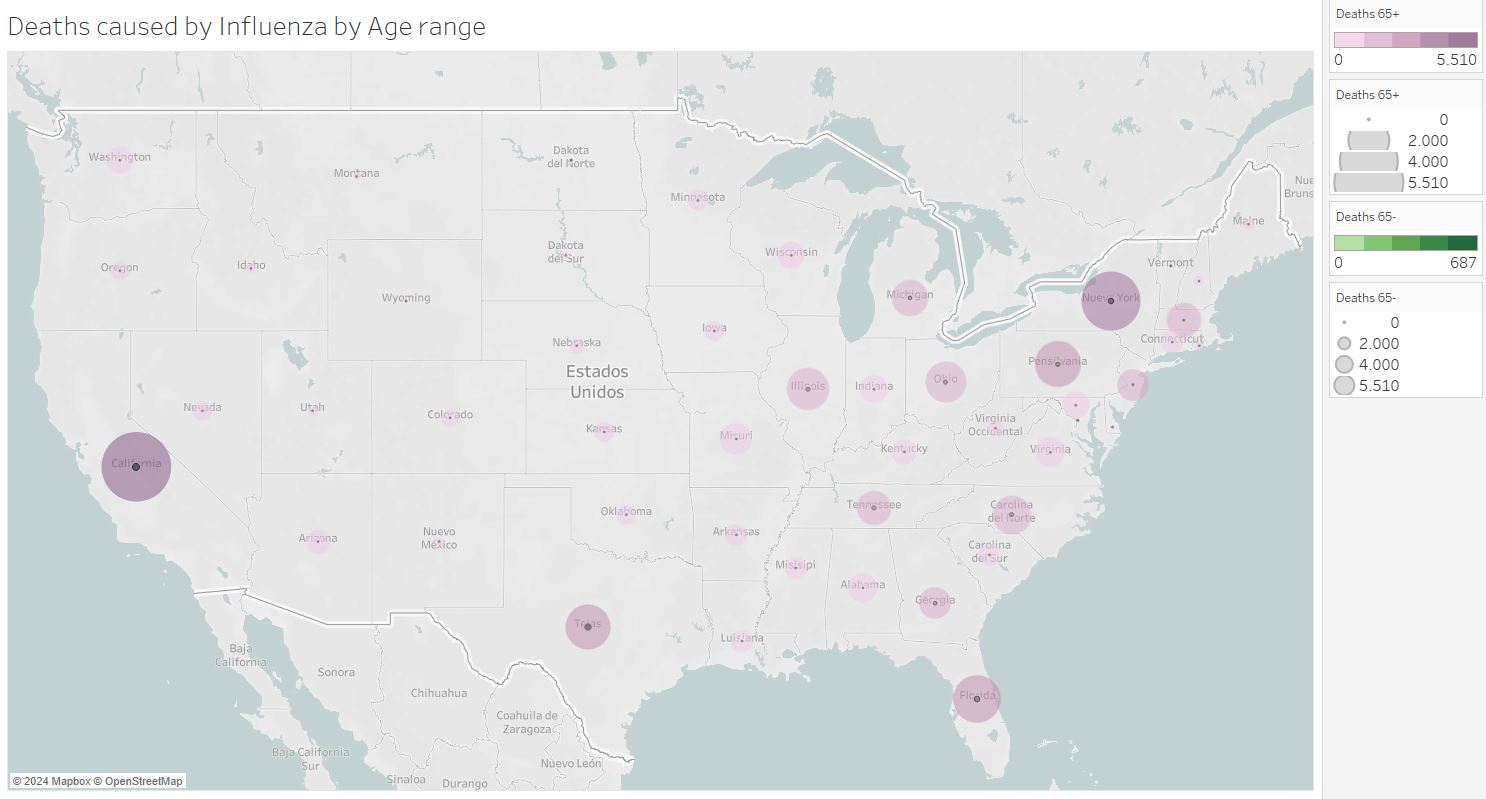 Deaths caused by Influenza by Age range
Washington
Montana
Dakota
del Norte
Minnesota
Nue
Bruns
Maine
Oregon
Idaho
Dakota
del Sur
Wisconsin
Vermont
Wyoming
Michigan
Nueva York
Iowa
Nebraska
Connecticut
Estados
Unidos
Pensilvania
Illinois
Indiana
Ohio
Nevada
Utah
Colorado
Kansas
Misuri
Virginia
Occidental
Kentucky
Virginia
California
Oklahoma
Tennessee
Carolina
del Norte
Arizona
Nuevo
México
Arkansas
Carolina
del Sur
Misisipi
Alabama
Georgia
Tejas
Luisiana
Baja
California
Sonora
Florida
Chihuahua
Coahuila de
Zaragoza
Baja California
Sur
Nuevo León
Sinaloa
Durango
© 2024 Mapbox © OpenStreetMap
Deaths 65+
0 5.510
Deaths 65+
0
2.000
4.000
5.510
Deaths 65-
0 687
Deaths 65-
0
2.000
4.000
5.510